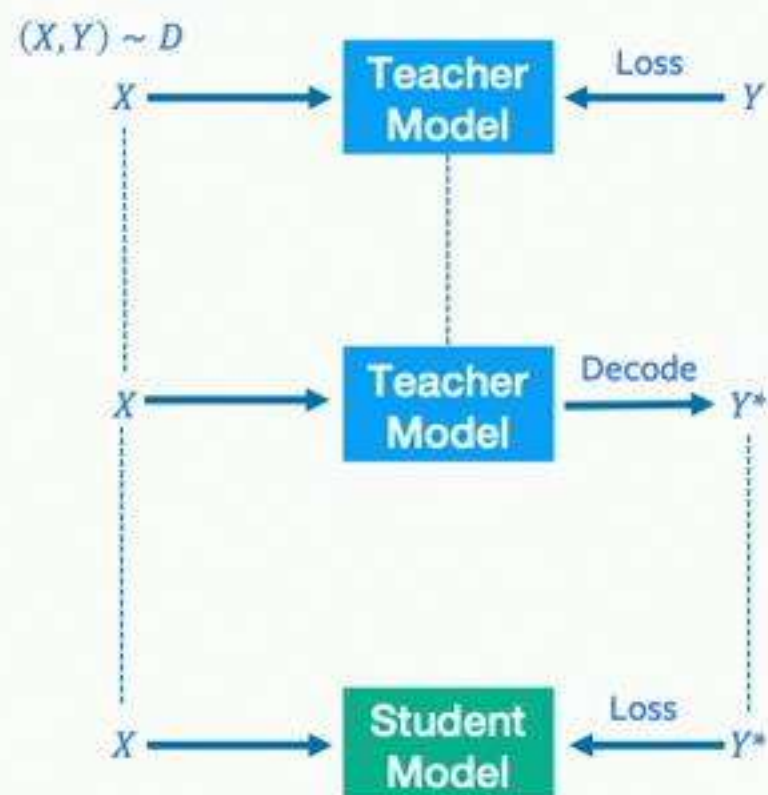 (X,Y) ~ D
X
Teacher
Model
Loss
Y
X
Teacher
Model
Decode
Y*
X
Student
Model
Loss
Y*